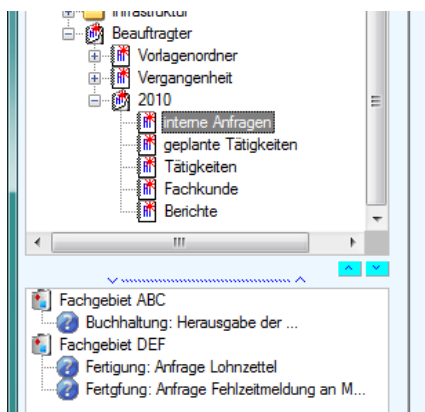 Infrastruktur
Beauftragter
Vorlagenordner
Vergangenheit
2010
interne Anfragen
geplante Tätigkeiten
Tätigkeiten
Fachkunde
Berichte
Fachgebiet ABC
Buchhaltung: Herausgabe der ...
Fachgebiet DEF
Fertigung: Anfrage Lohnzettel
Fertgfung: Anfrage Fehlzeitmeldung an M...